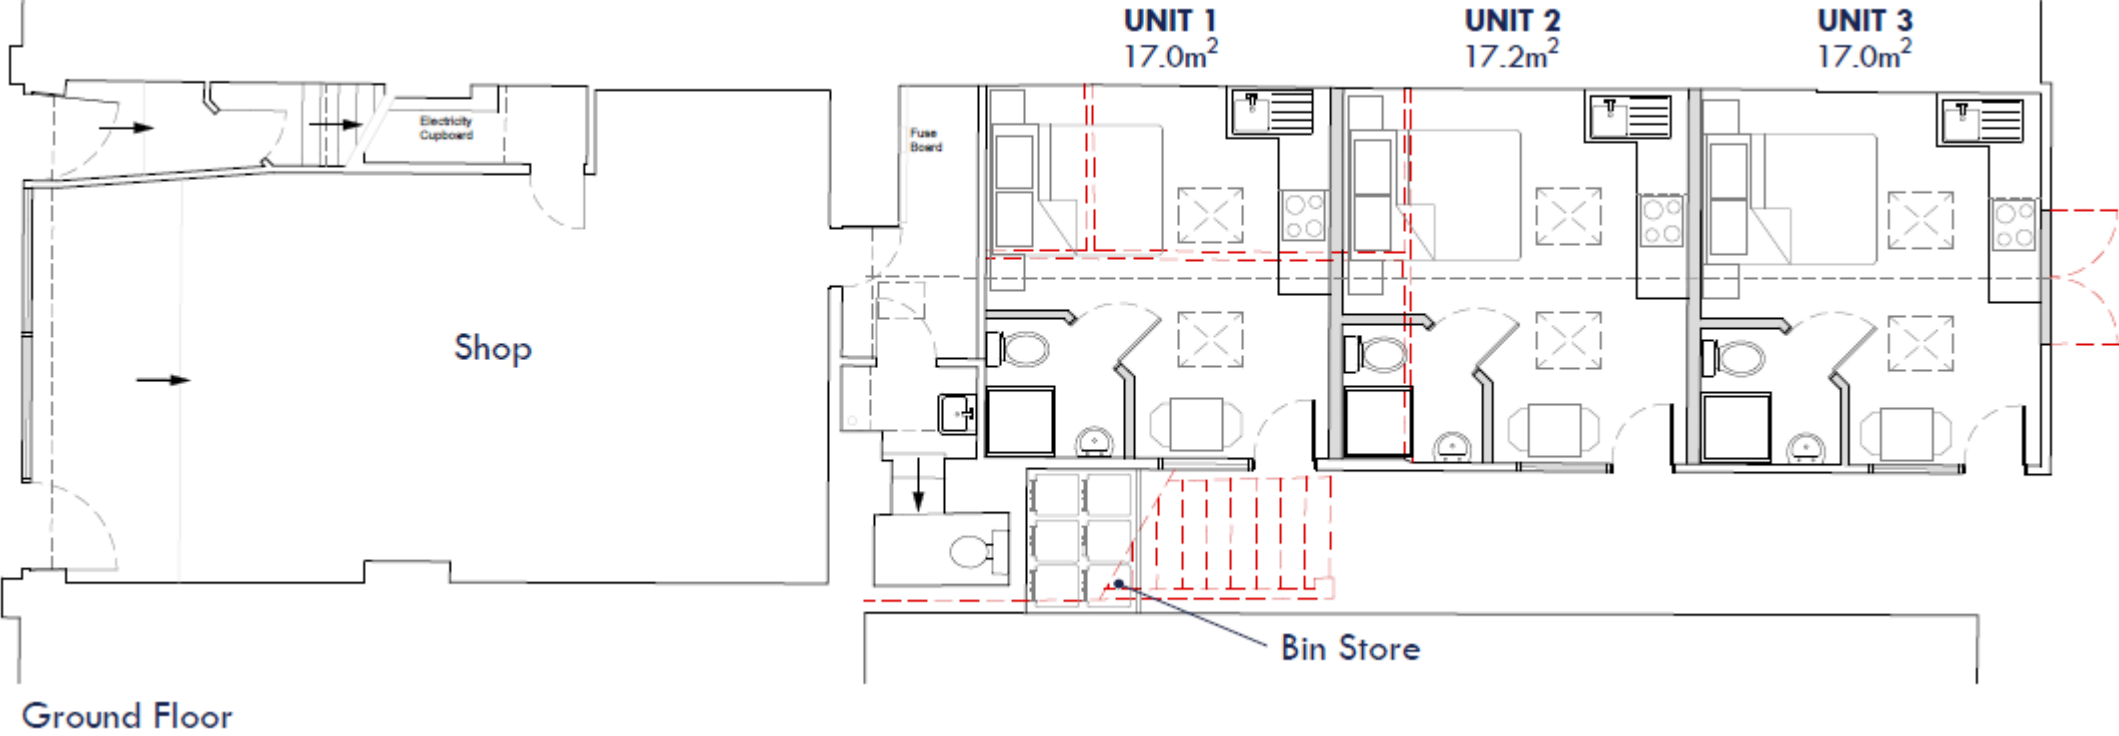 UNIT 1
17.0m²
UNIT 2
17.2m²
UNIT 3
17.0m²
Electricity
Cupboard
Fuse
Board
Shop
Bin Store
Ground Floor